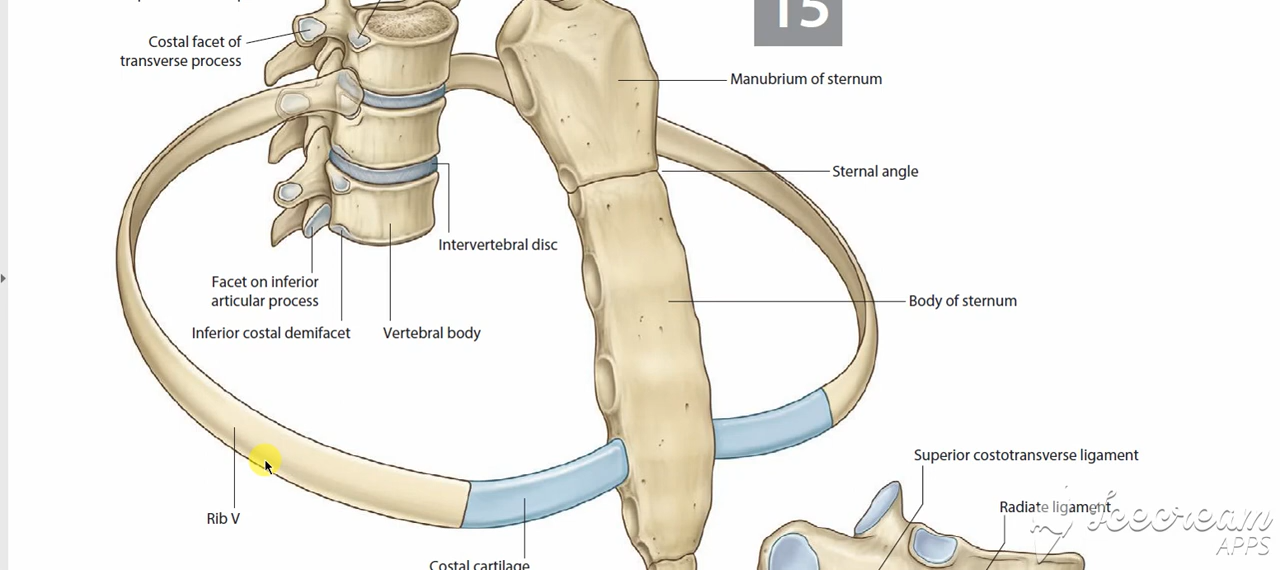 15
Costal facet of
transverse process
Manubrium of sternum
Sternal angle
Intervertebral disc
Facet on inferior
articular process
Inferior costal demifacet
Vertebral body
Body of sternum
Superior costotransverse ligament
Radiate ligament
Rib V
Costal cartilage
Icecream
APPS